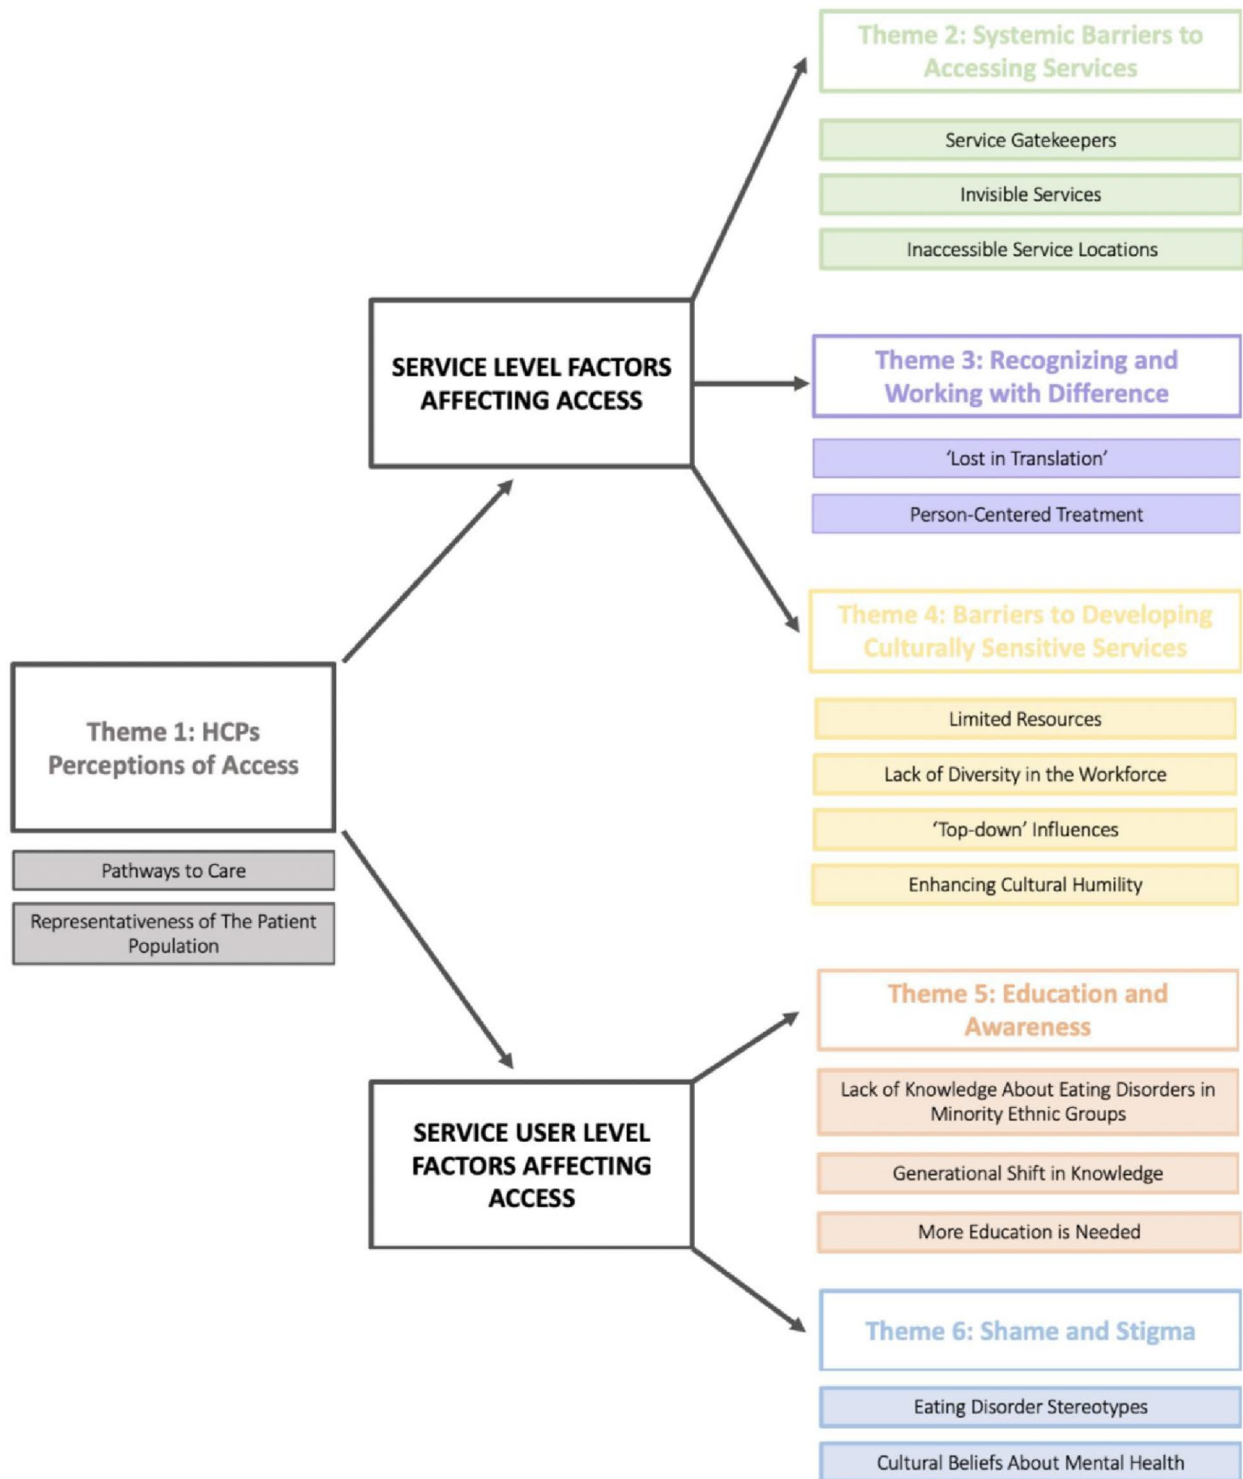 Theme 2: Systemic Barriers to
Accessing Services
Service Gatekeepers
Invisible Services
Inaccessible Service Locations
SERVICE LEVEL FACTORS
AFFECTING ACCESS
Theme 3: Recognizing and
Working with Difference
‘Lost in Translation’
Person-Centered Treatment
Theme 4: Barriers to Developing
Culturally Sensitive Services
Limited Resources
Lack of Diversity in the Workforce
‘Top-down’ Influences
Enhancing Cultural Humility
Theme 1: HCPs
Perceptions of Access
Pathways to Care
Representativeness of The Patient
Population
Theme 5: Education and
Awareness
Lack of Knowledge About Eating Disorders in
Minority Ethnic Groups
Generational Shift in Knowledge
More Education is Needed
SERVICE USER LEVEL
FACTORS AFFECTING
ACCESS
Theme 6: Shame and Stigma
Eating Disorder Stereotypes
Cultural Beliefs About Mental Health